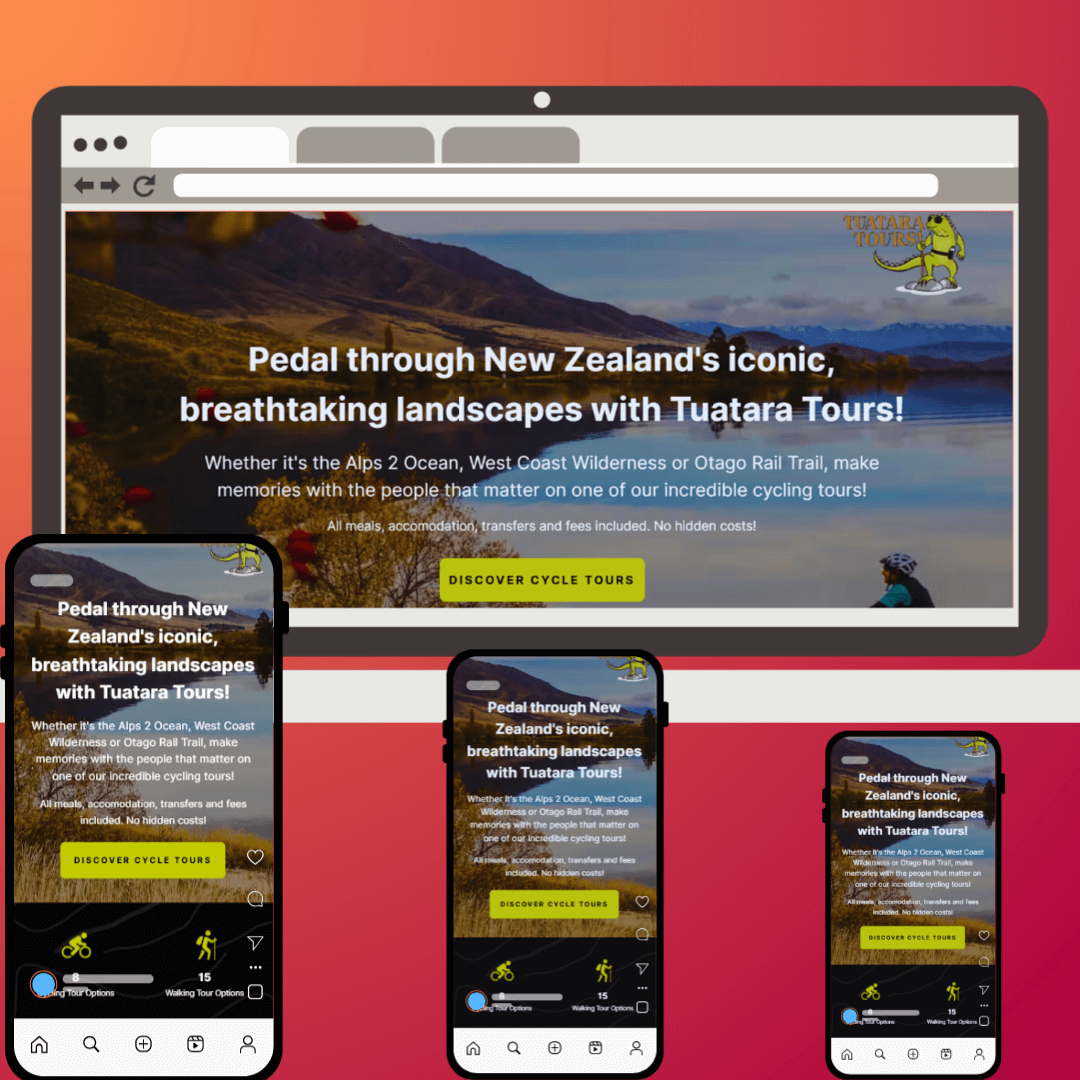 TUATARA
TOURS!
Pedal through New Zealand's iconic,
breathtaking landscapes with Tuatara Tours!
Whether it's the Alps 2 Ocean, West Coast Wilderness or Otago Rail Trail, make
memories with the people that matter on one of our incredible cycling tours!
All meals, accomodation, transfers and fees included. No hidden costs!
DISCOVER CYCLE TOURS
Pedal through New
Zealand's iconic,
breathtaking landscapes
with Tuatara Tours!
Whether it's the Alps 2 Ocean, West Coast
Wilderness or Otago Rail Trail, make
memories with the people that matter on
one of our incredible cycling tours!
All meals, accomodation, transfers and fees
included. No hidden costs!
DISCOVER CYCLE TOURS
8
15
Tour Options
Walking Tour Options
Pedal through New
Zealand's iconic,
breathtaking landscapes
with Tuatara Tours!
Whether it's the Alps 2 Ocean, West Coast
Wilderness or Otago Rail Trail, make
memories with the people that matter on
one of our incredible cycling tours!
All meals, accomodation, transfers and fees
included. No hidden costs!
DISCOVER CYCLE TOURS
8
15
Tour Options
Walking Tour Options
Pedal through New
Zealand's iconic,
breathtaking landscapes
with Tuatara Tours!
Whether it's the Alps 2 Ocean, West Coast
Wilderness or Otago Rail Trail, make
memories with the people that matter on
one of our incredible cycling tours!
All meals, accomodation, transfers and fees
included. No hidden costs!
DISCOVER CYCLE TOURS
8
15
Tour Options
Walking Tour Options